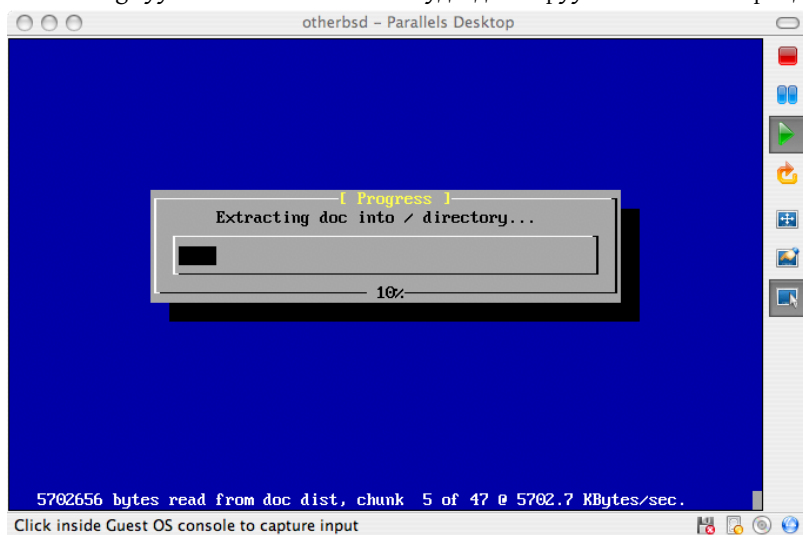 otherbsd – Parallels Desktop
[ Progress ]
Extracting doc into / directory...
10%
5702656 bytes read from doc dist, chunk  5 of 47 @ 5702.7 KBytes/sec.
Click inside Guest OS console to capture input